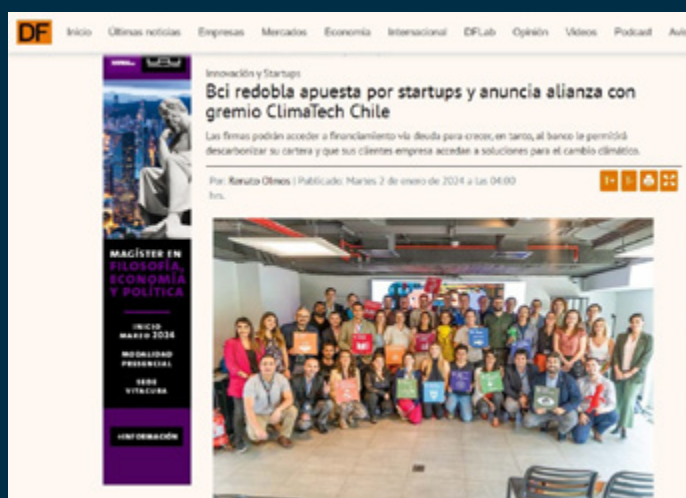 DF
Inicio Últimas noticias Empresas Mercados Economía Internacional DFLab Opinión Videos Podcast Avis
Innovación y Startups
Bci redobla apuesta por startups y anuncia alianza con
gremio ClimaTech Chile
Las firmas podrán acceder a financiamiento vía deuda para crecer, en tanto, al banco le permitirá
descarbonizar su cartera y que sus clientes empresa accedan a soluciones para el cambio climático.
Por: Renato Olmos | Publicado: Martes 2 de enero de 2024 a las 04:00
hrs.
MAGÍSTER EN
FILOSOFÍA,
ECONOMÍA
Y POLÍTICA
INICIO
MARZO 2024
MODALIDAD
PRESENCIAL
SEDE
VITACURA
+INFORMACIÓN